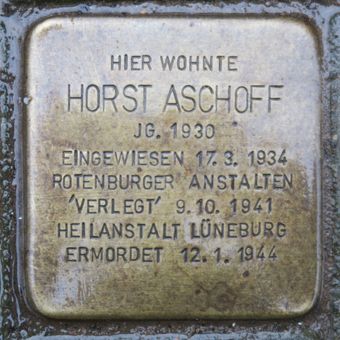 HIER WOHNTE
HORST ASCHOFF
JG. 1930
EINGEWIESEN 17. 3. 1934
ROTENBURGER ANSTALTEN
'VERLEGT' 9. 10. 1941
HEILANSTALT LÜNEBURG
ERMORDET 12. 1. 1944